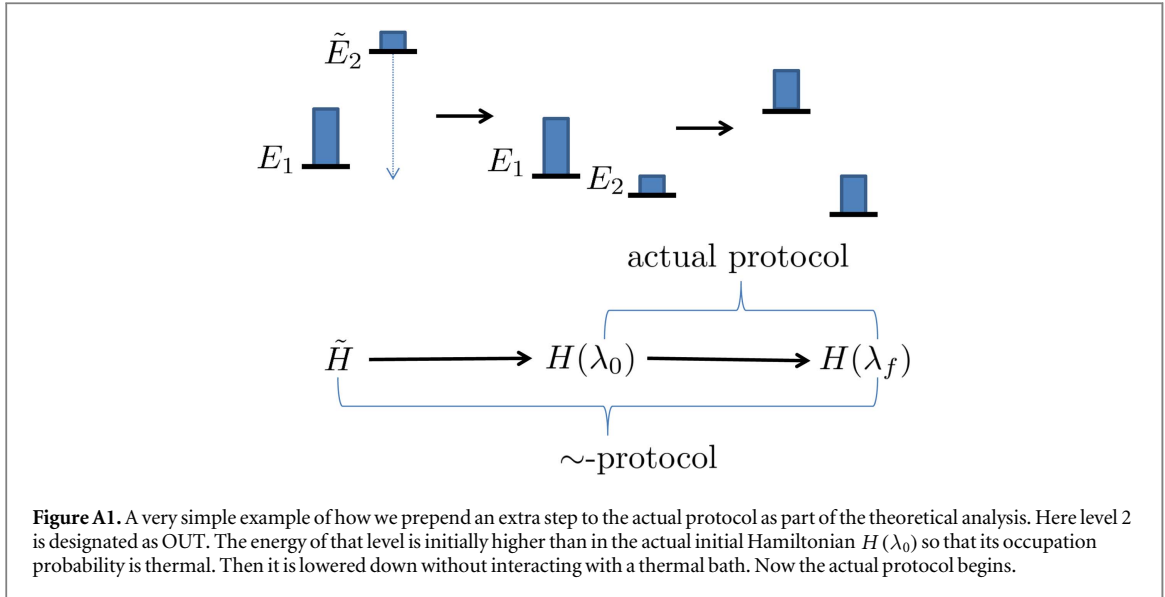 Ẽ₂
E₁
E₁
E₂
actual protocol
H̃
H(λ₀)
H(λ_f)
∼-protocol
Figure A1. A very simple example of how we prepend an extra step to the actual protocol as part of the theoretical analysis. Here level 2
is designated as OUT. The energy of that level is initially higher than in the actual initial Hamiltonian H(λ₀) so that its occupation
probability is thermal. Then it is lowered down without interacting with a thermal bath. Now the actual protocol begins.